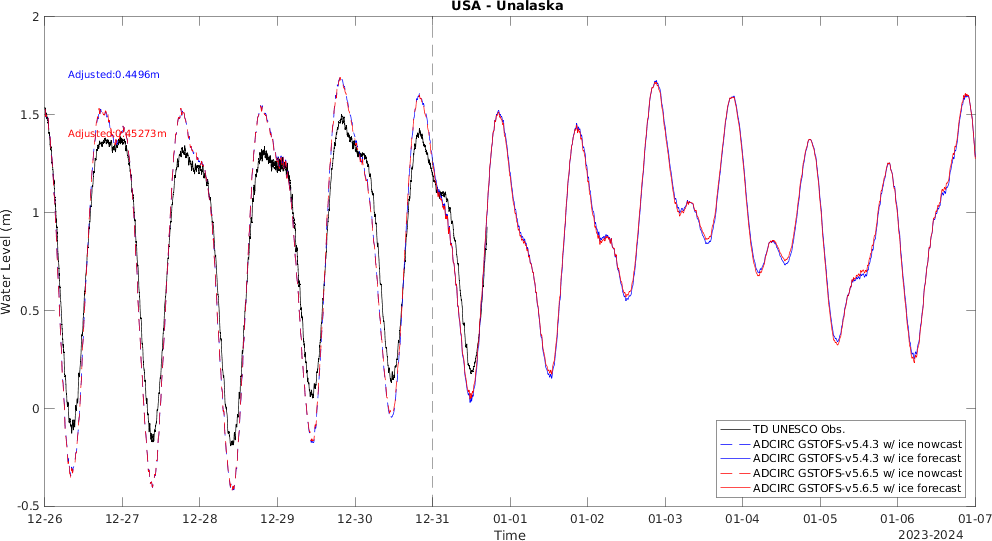 USA - Unalaska
2
1.5
1
0.5
0
-0.5
Water Level (m)
Adjusted:0.4496m
Adjusted:0.45273m
TD UNESCO Obs.
ADCIRC GSTOFS-v5.4.3 w/ ice nowcast
ADCIRC GSTOFS-v5.4.3 w/ ice forecast
ADCIRC GSTOFS-v5.6.5 w/ ice nowcast
ADCIRC GSTOFS-v5.6.5 w/ ice forecast
12-26 12-27 12-28 12-29 12-30 12-31 01-01 01-02 01-03 01-04 01-05 01-06 01-07
Time
2023-2024